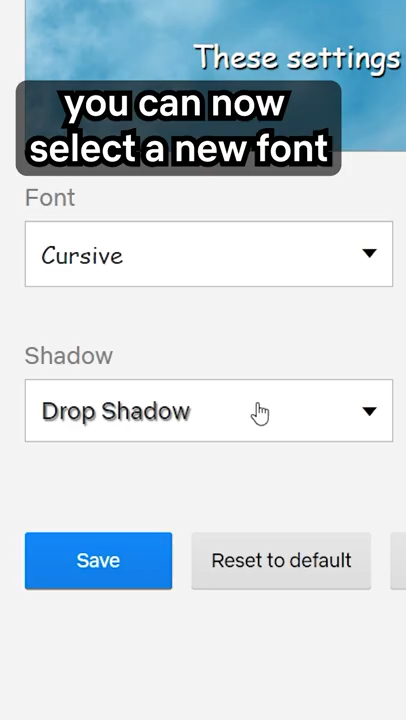 These settings
you can now
select a new font
Font
Cursive
Shadow
Drop Shadow
Save
Reset to default